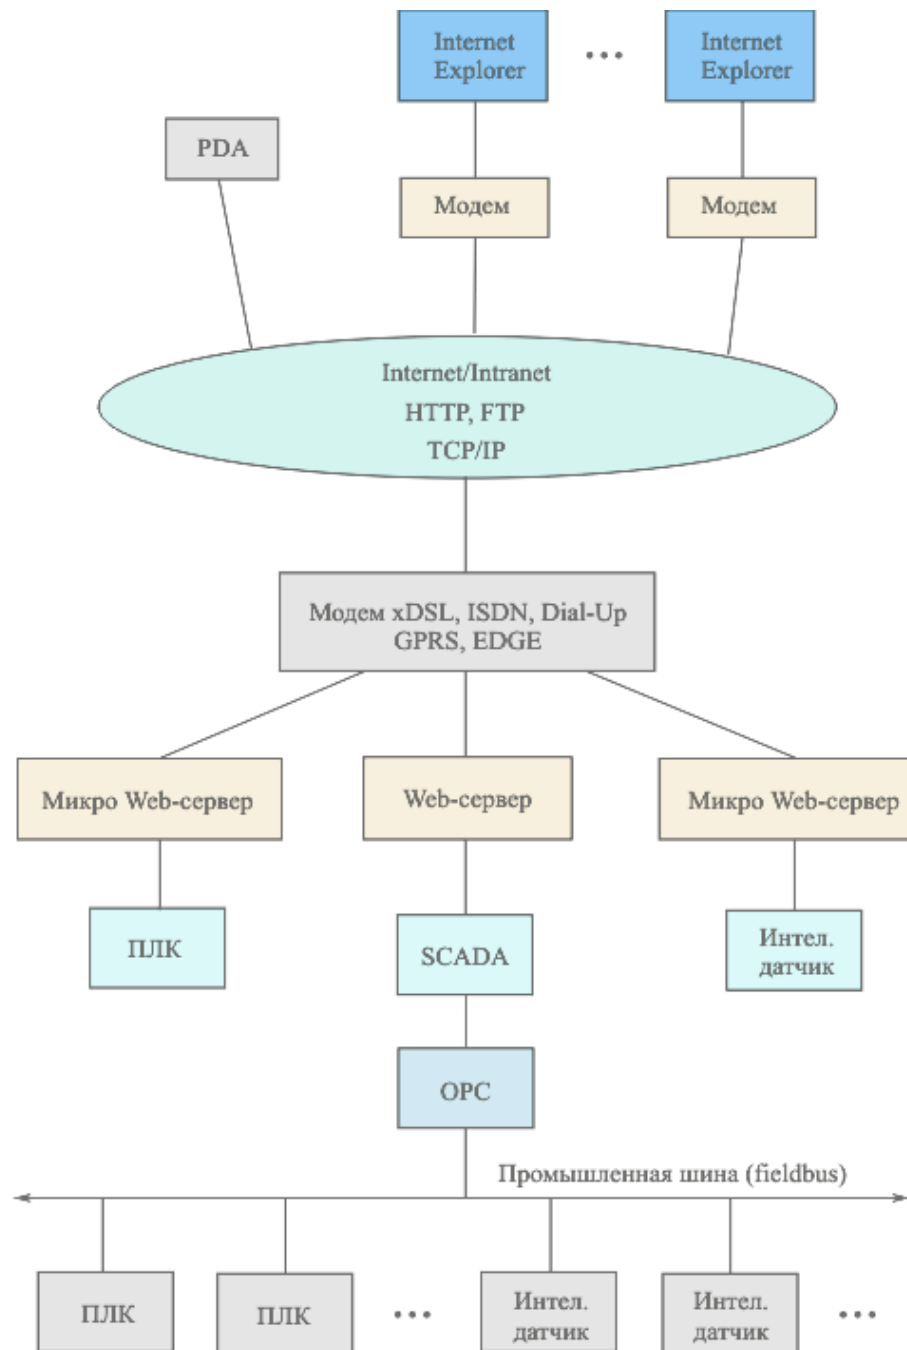 Internet
Explorer
...
Internet
Explorer
PDA
Модем
Модем
Internet/Intranet
HTTP, FTP
TCP/IP
Модем xDSL, ISDN, Dial-Up
GPRS, EDGE
Микро Web-сервер
Web-сервер
Микро Web-сервер
ПЛК
SCADA
Интел.
датчик
OPC
Промышленная шина (fieldbus)
ПЛК
ПЛК
...
Интел.
датчик
Интел.
датчик
...